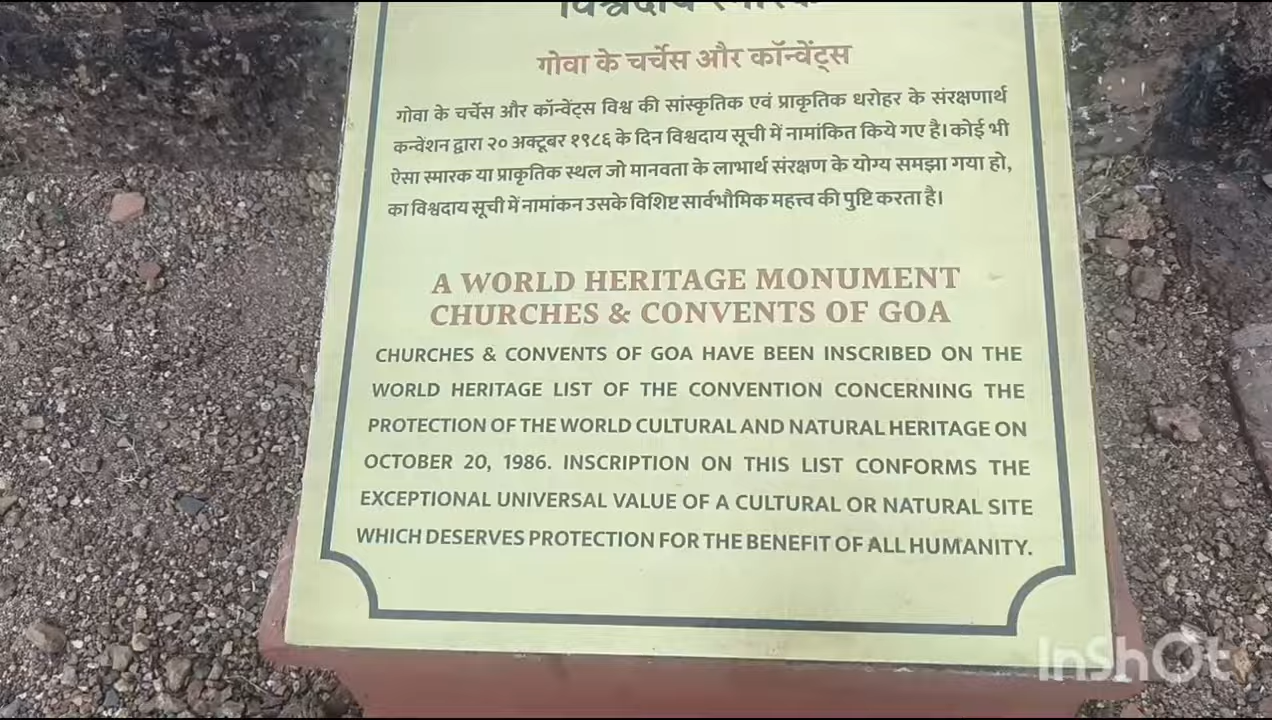 विश्वदाय स्मारक
गोवा के चर्चेस और कॉन्वेंट्स
गोवा के चर्चेस और कॉन्वेंट्स विश्व की सांस्कृतिक एवं प्राकृतिक धरोहर के संरक्षणार्थ
कन्वेंशन द्वारा २० अक्टूबर १९८६ के दिन विश्वदाय सूची में नामांकित किये गए है। कोई भी
ऐसा स्मारक या प्राकृतिक स्थल जो मानवता के लाभार्थ संरक्षण के योग्य समझा गया हो,
का विश्वदाय सूची में नामांकन उसके विशिष्ट सार्वभौमिक महत्त्व की पुष्टि करता है।
A WORLD HERITAGE MONUMENT
CHURCHES & CONVENTS OF GOA
CHURCHES & CONVENTS OF GOA HAVE BEEN INSCRIBED ON THE
WORLD HERITAGE LIST OF THE CONVENTION CONCERNING THE
PROTECTION OF THE WORLD CULTURAL AND NATURAL HERITAGE ON
OCTOBER 20, 1986. INSCRIPTION ON THIS LIST CONFORMS THE
EXCEPTIONAL UNIVERSAL VALUE OF A CULTURAL OR NATURAL SITE
WHICH DESERVES PROTECTION FOR THE BENEFIT OF ALL HUMANITY.
InShOt